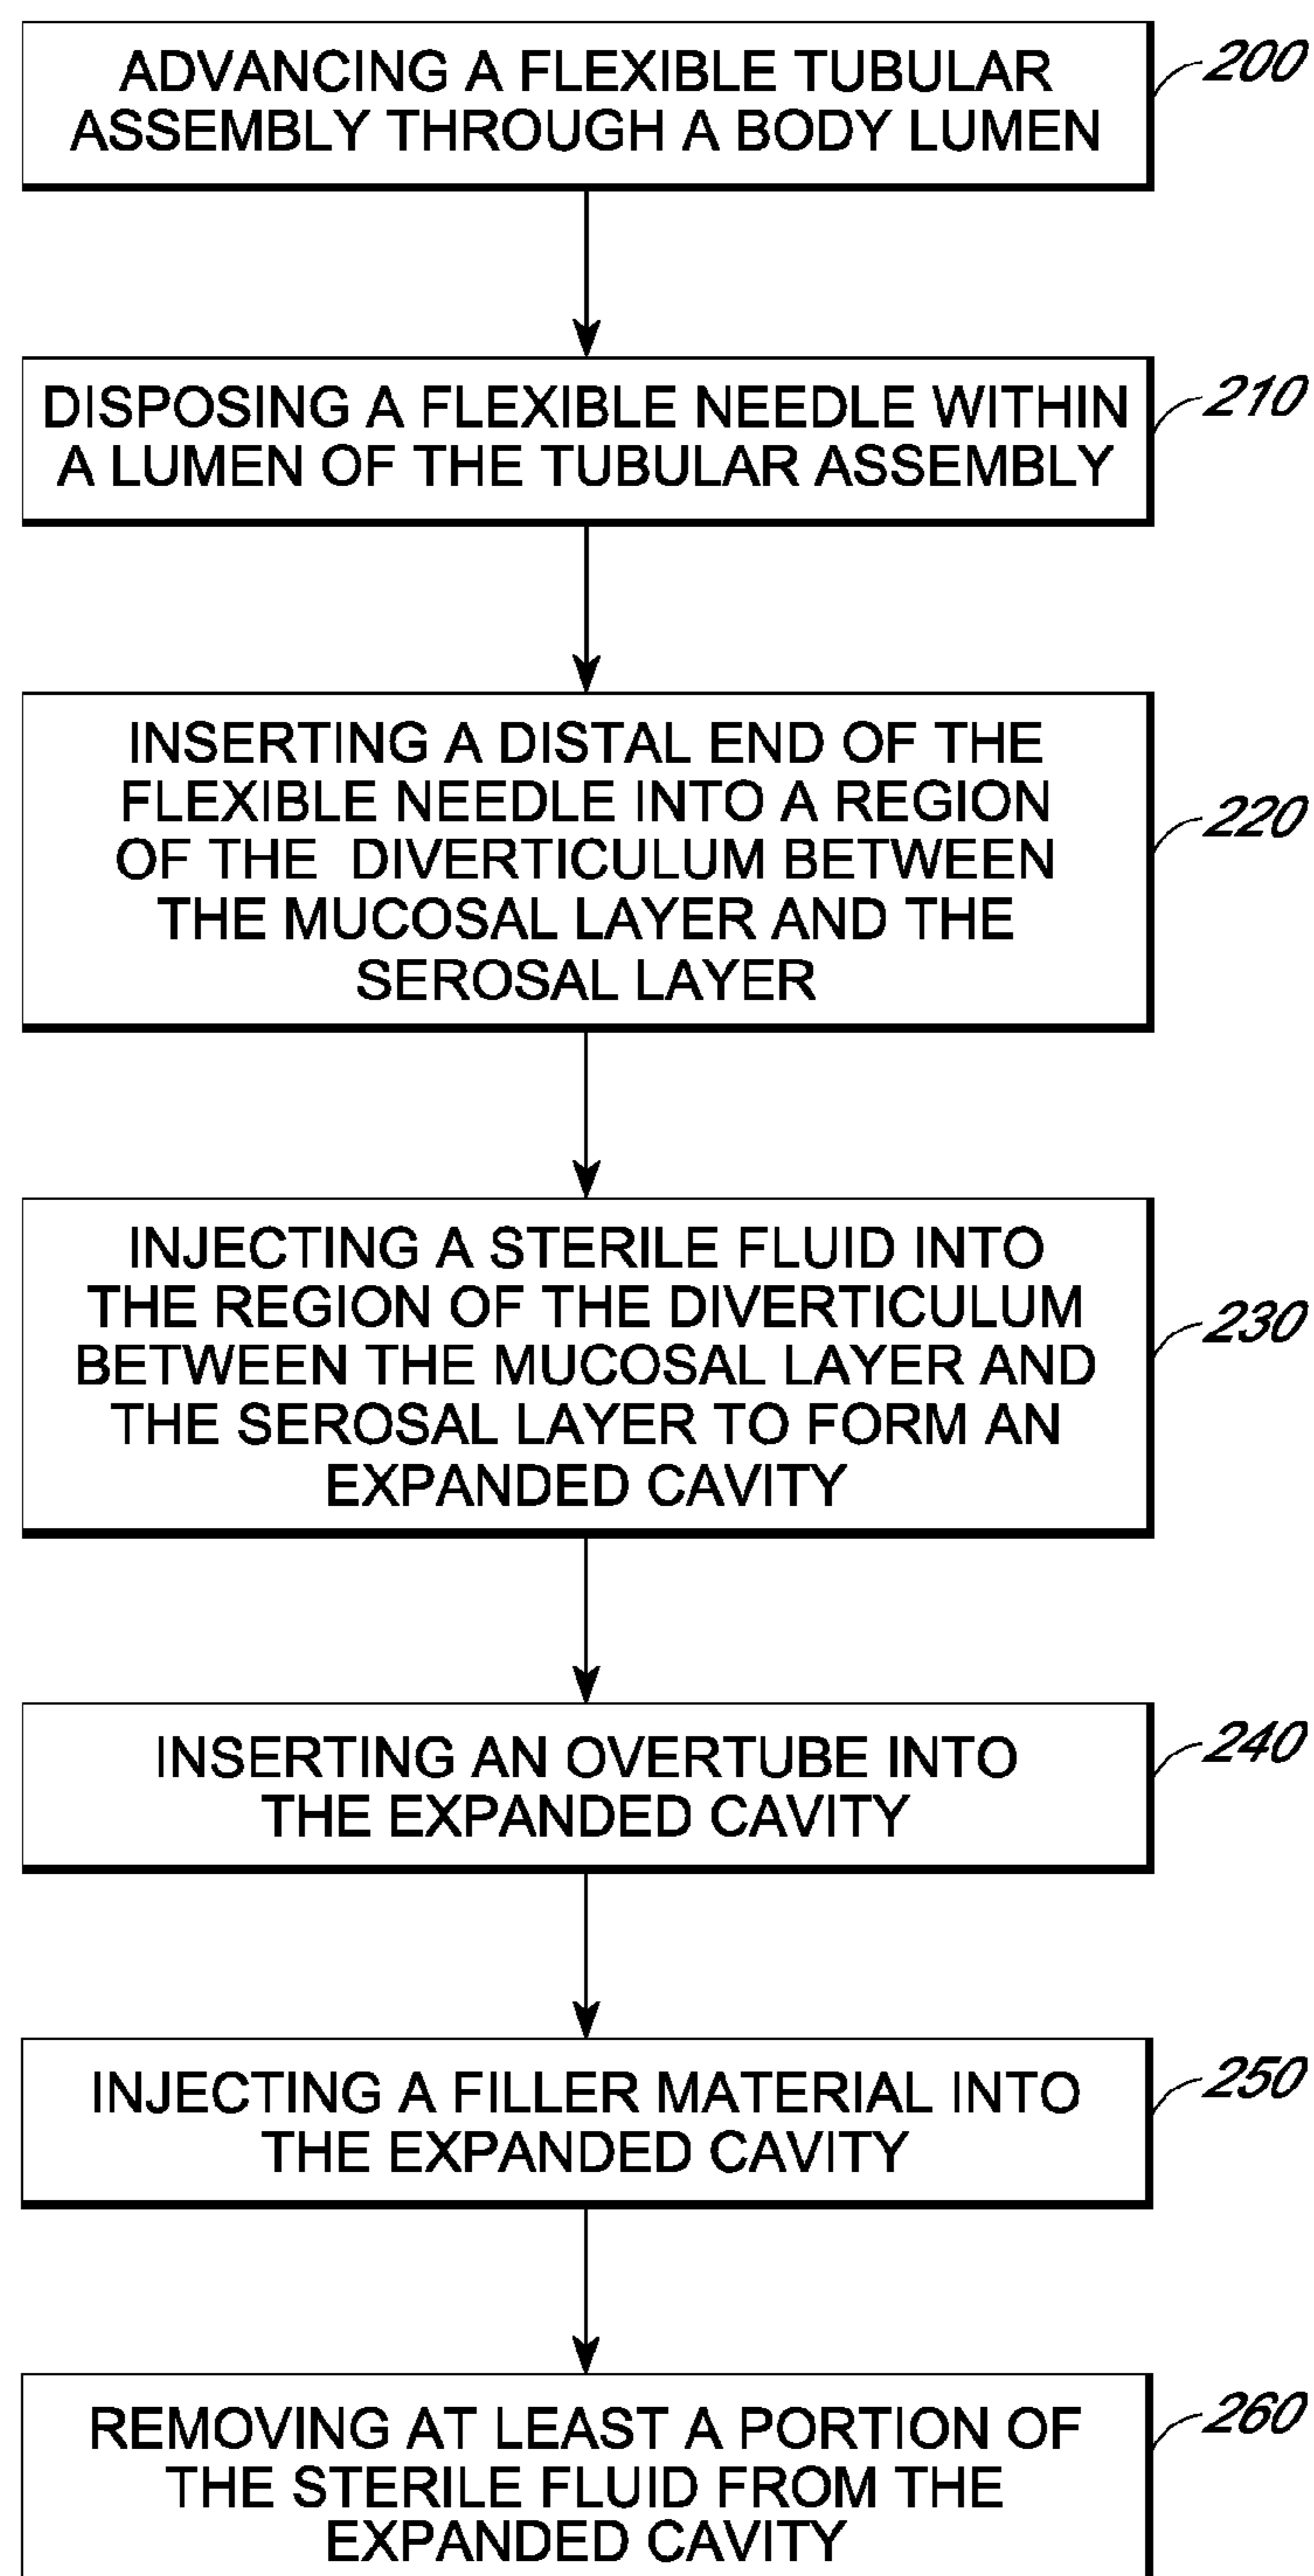 ADVANCING A FLEXIBLE TUBULAR
ASSEMBLY THROUGH A BODY LUMEN
200
DISPOSING A FLEXIBLE NEEDLE WITHIN
A LUMEN OF THE TUBULAR ASSEMBLY
210
INSERTING A DISTAL END OF THE
FLEXIBLE NEEDLE INTO A REGION
OF THE DIVERTICULUM BETWEEN
THE MUCOSAL LAYER AND THE
SEROSAL LAYER
220
INJECTING A STERILE FLUID INTO
THE REGION OF THE DIVERTICULUM
BETWEEN THE MUCOSAL LAYER AND
THE SEROSAL LAYER TO FORM AN
EXPANDED CAVITY
230
INSERTING AN OVERTUBE INTO
THE EXPANDED CAVITY
240
INJECTING A FILLER MATERIAL INTO
THE EXPANDED CAVITY
250
REMOVING AT LEAST A PORTION OF
THE STERILE FLUID FROM THE
EXPANDED CAVITY
260